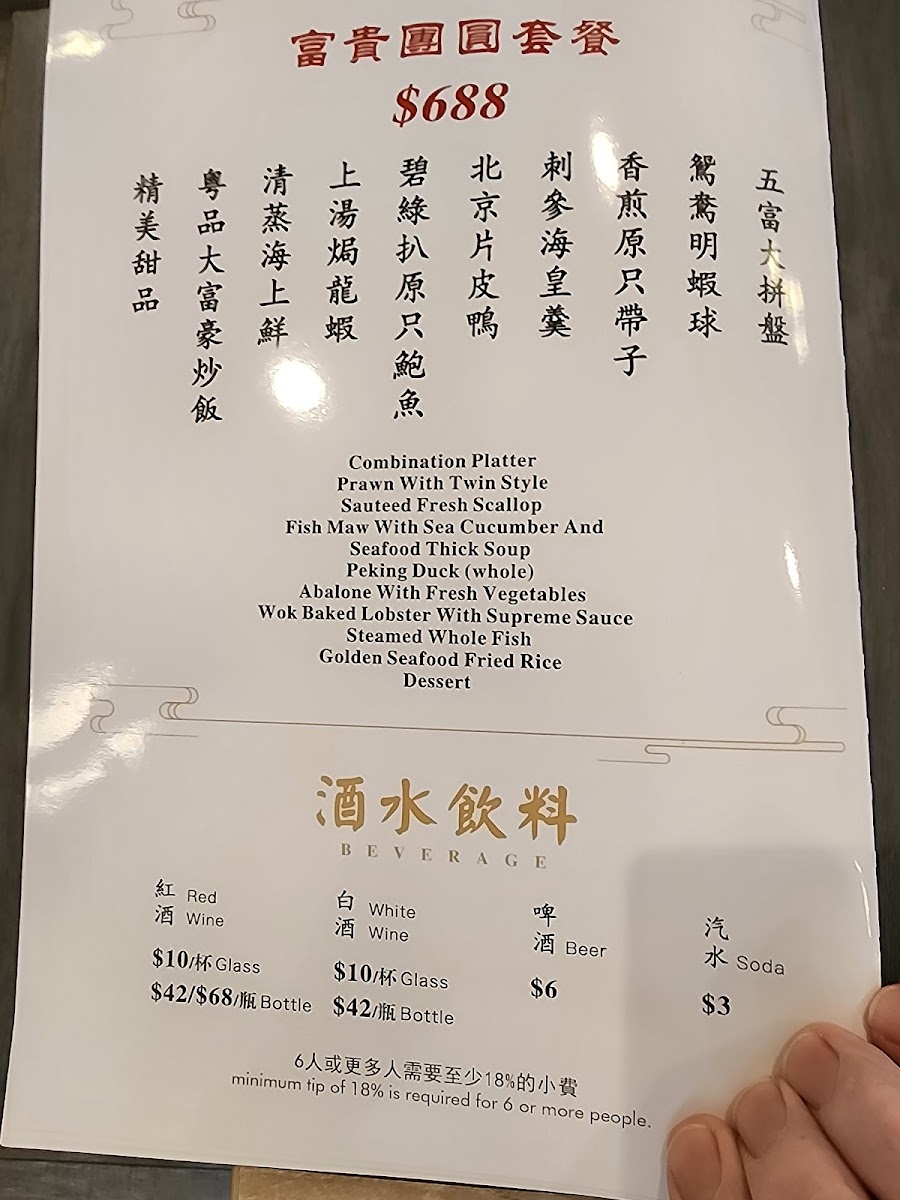 富貴團圓套餐
$688
五富大拼盤
鴛鴦明蝦球
香煎原只帶子
刺參海皇羹
北京片皮鴨
碧綠扒原只鮑魚
上湯焗龍蝦
清蒸海上鮮
粵品大富豪炒飯
精美甜品
Combination Platter
Prawn With Twin Style
Sauteed Fresh Scallop
Fish Maw With Sea Cucumber And
Seafood Thick Soup
Peking Duck (whole)
Abalone With Fresh Vegetables
Wok Baked Lobster With Supreme Sauce
Steamed Whole Fish
Golden Seafood Fried Rice
Dessert
酒水飲料
BEVERAGE
紅酒 Red Wine
$10/杯 Glass
$42/$68/瓶 Bottle
白酒 White Wine
$10/杯 Glass
$42/瓶 Bottle
啤酒 Beer
$6
汽水 Soda
$3
6人或更多人需要至少18%的小費
minimum tip of 18% is required for 6 or more people.